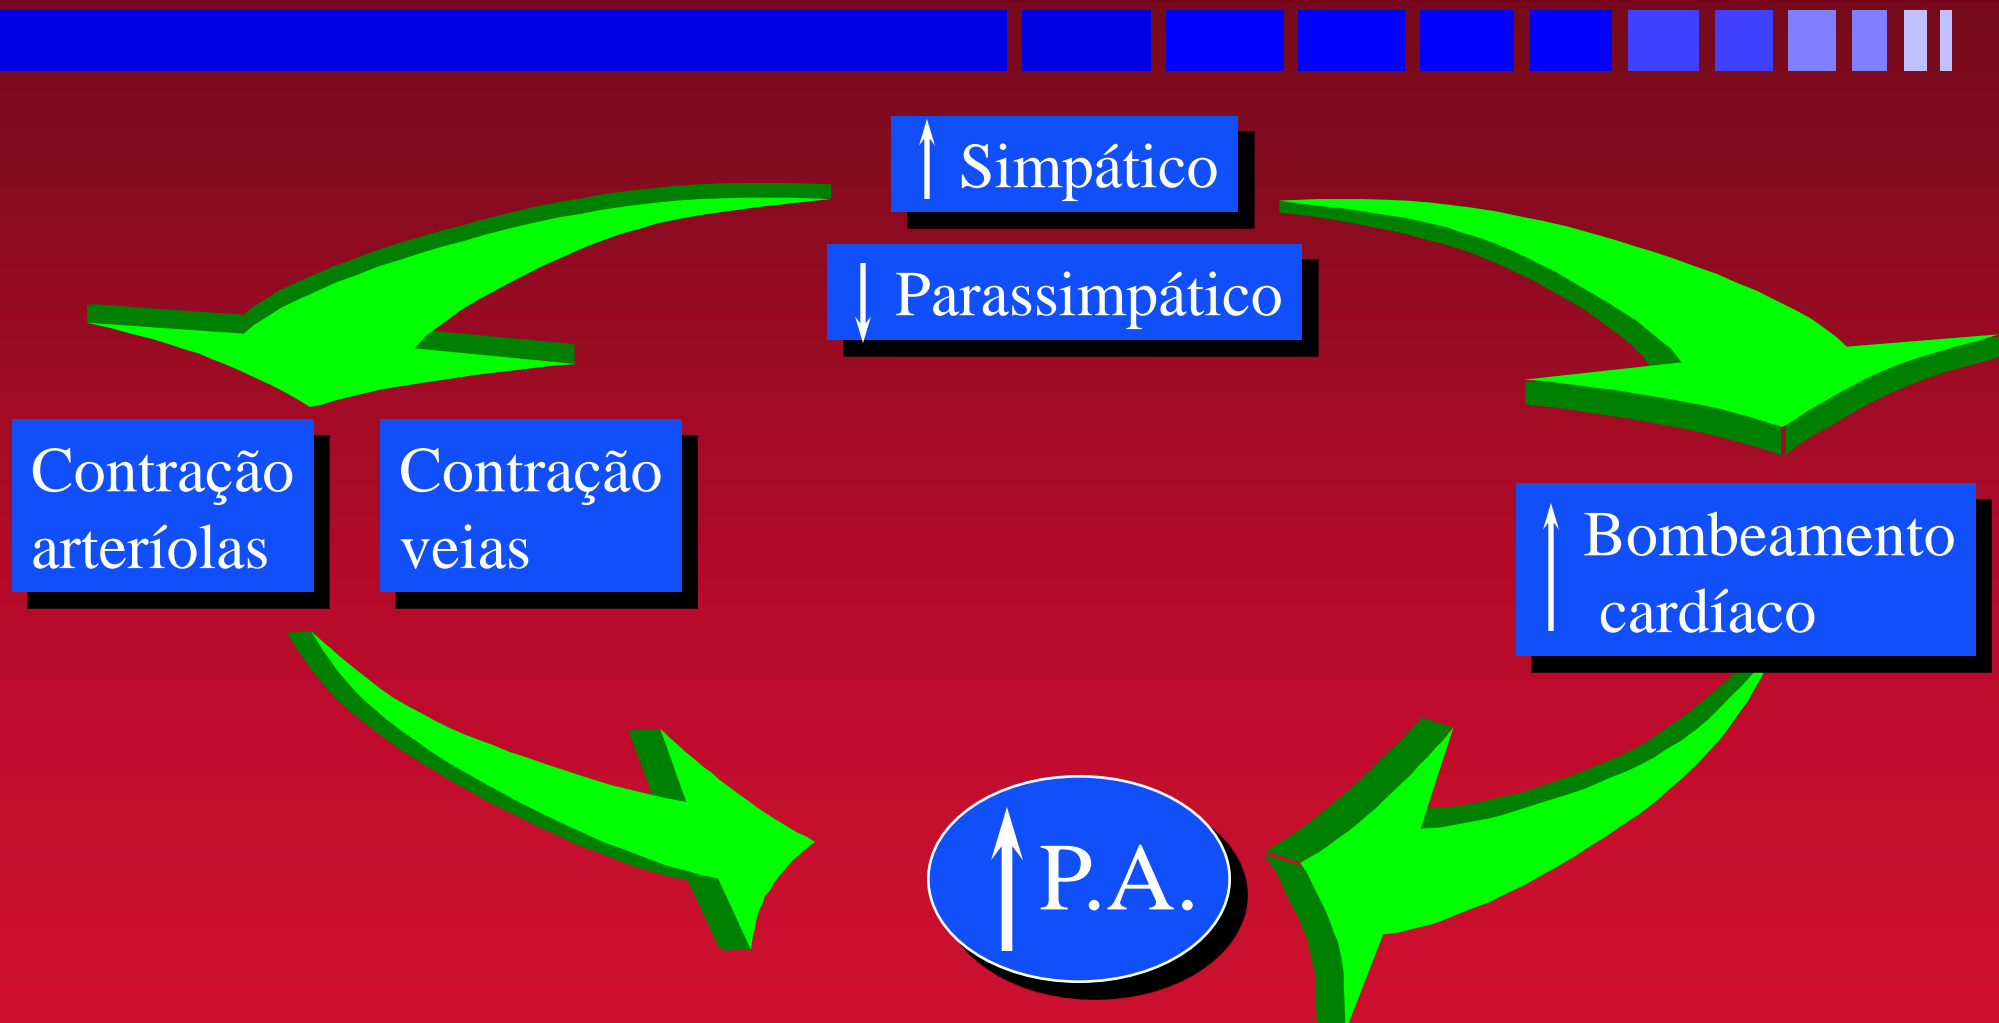 ↑ Simpático
↓ Parassimpático
Contração
arteríolas
Contração
veias
↑ Bombeamento
cardíaco
↑ P.A.